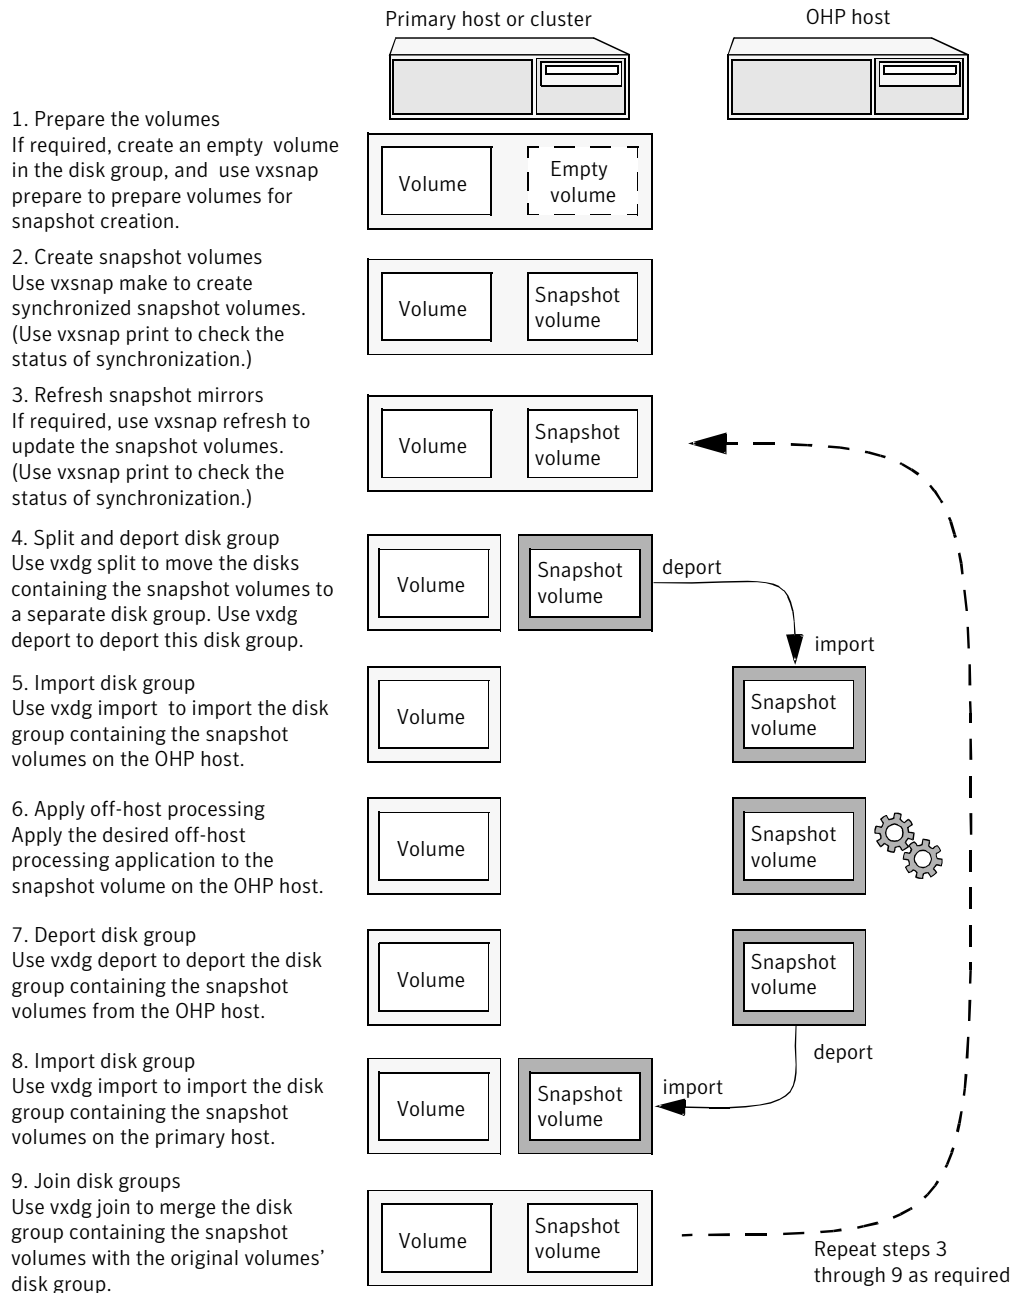 Primary host or cluster
OHP host
1. Prepare the volumes
If required, create an empty volume
in the disk group, and use vxsnap
prepare to prepare volumes for
snapshot creation.
Volume
Empty
volume
2. Create snapshot volumes
Use vxsnap make to create
synchronized snapshot volumes.
(Use vxsnap print to check the
status of synchronization.)
Volume
Snapshot
volume
3. Refresh snapshot mirrors
If required, use vxsnap refresh to
update the snapshot volumes.
(Use vxsnap print to check the
status of synchronization.)
Volume
Snapshot
volume
4. Split and deport disk group
Use vxdg split to move the disks
containing the snapshot volumes to
a separate disk group. Use vxdg
deport to deport this disk group.
Volume
Snapshot
volume
deport
import
5. Import disk group
Use vxdg import to import the disk
group containing the snapshot
volumes on the OHP host.
Volume
Snapshot
volume
6. Apply off-host processing
Apply the desired off-host
processing application to the
snapshot volume on the OHP host.
Volume
Snapshot
volume
7. Deport disk group
Use vxdg deport to deport the disk
group containing the snapshot
volumes from the OHP host.
Volume
Snapshot
volume
deport
8. Import disk group
Use vxdg import to import the disk
group containing the snapshot
volumes on the primary host.
Volume
Snapshot
volume
import
9. Join disk groups
Use vxdg join to merge the disk
group containing the snapshot
volumes with the original volumes’
disk group.
Volume
Snapshot
volume
Repeat steps 3
through 9 as required